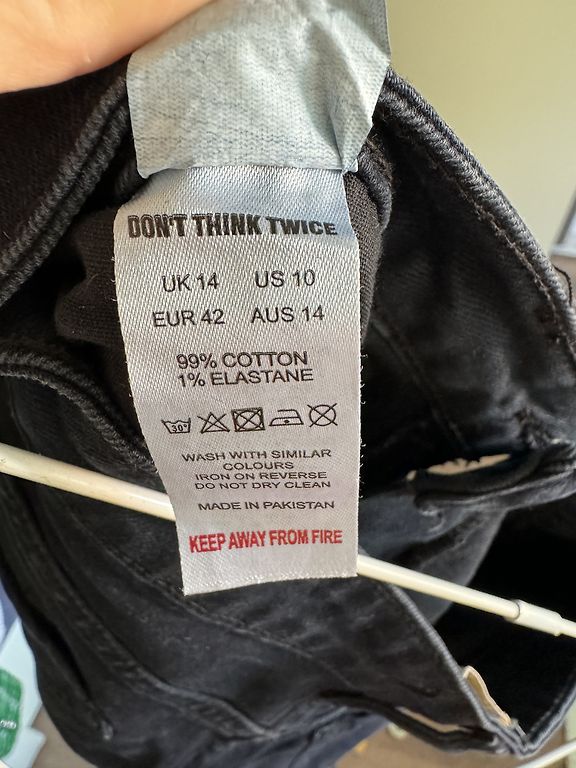 DON'T THINK TWICE
UK 14 US 10
EUR 42 AUS 14
99% COTTON
1% ELASTANE
30°
WASH WITH SIMILAR
COLOURS
IRON ON REVERSE
DO NOT DRY CLEAN
MADE IN PAKISTAN
KEEP AWAY FROM FIRE